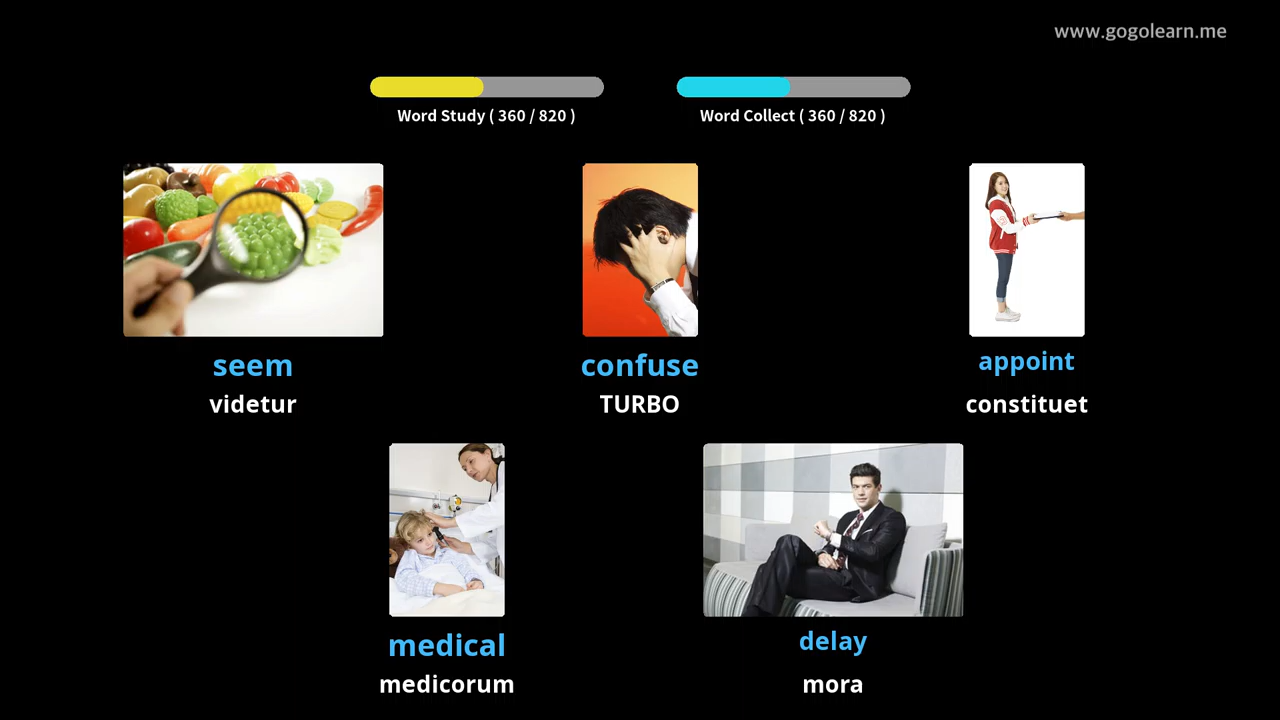 www.gogolearn.me
Word Study ( 360 / 820 )
Word Collect ( 360 / 820 )
seem
videtur
confuse
TURBO
appoint
constituet
medical
medicorum
delay
mora